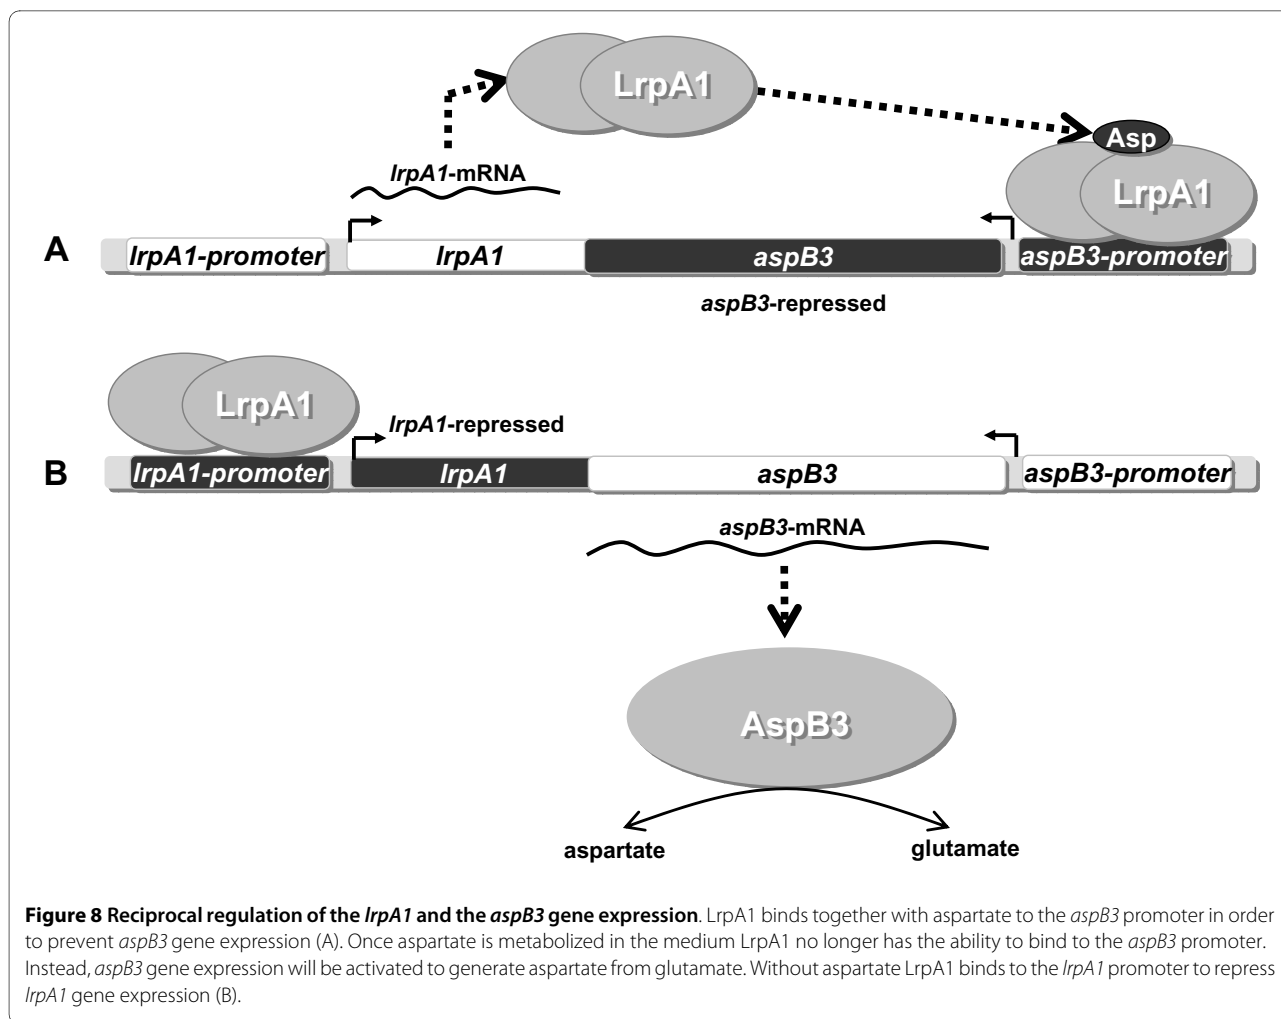 LrpA1
Asp
lrpA1-mRNA
LrpA1
A
lrpA1-promoter
lrpA1
aspB3
aspB3-promoter
aspB3-repressed
LrpA1
lrpA1-repressed
B
lrpA1-promoter
lrpA1
aspB3
aspB3-promoter
aspB3-mRNA
AspB3
aspartate
glutamate
Figure 8 Reciprocal regulation of the lrpA1 and the aspB3 gene expression. LrpA1 binds together with aspartate to the aspB3 promoter in order
to prevent aspB3 gene expression (A). Once aspartate is metabolized in the medium LrpA1 no longer has the ability to bind to the aspB3 promoter.
Instead, aspB3 gene expression will be activated to generate aspartate from glutamate. Without aspartate LrpA1 binds to the lrpA1 promoter to repress
lrpA1 gene expression (B).